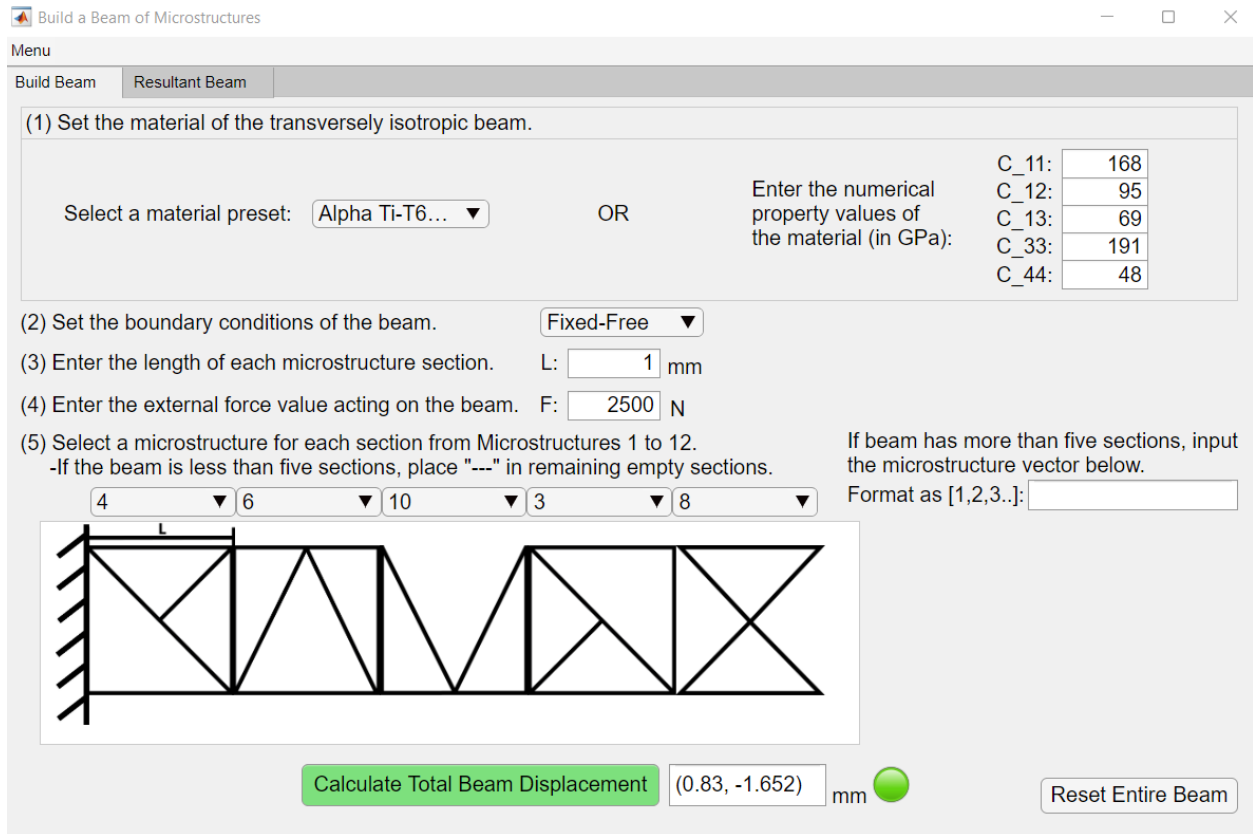 Build a Beam of Microstructures
Menu
Build Beam
Resultant Beam
(1) Set the material of the transversely isotropic beam.
Select a material preset:
Alpha Ti-T6...
OR
Enter the numerical
property values of
the material (in GPa):
C_11: 168
C_12: 95
C_13: 69
C_33: 191
C_44: 48
(2) Set the boundary conditions of the beam. Fixed-Free
(3) Enter the length of each microstructure section. L: 1 mm
(4) Enter the external force value acting on the beam. F: 2500 N
(5) Select a microstructure for each section from Microstructures 1 to 12.
-If the beam is less than five sections, place "---" in remaining empty sections.
If beam has more than five sections, input
the microstructure vector below.
Format as [1,2,3..]:
4 6 10 3 8
L
Calculate Total Beam Displacement (0.83, -1.652) mm
Reset Entire Beam